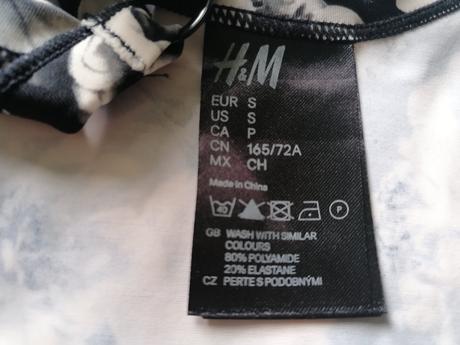 H&M
EUR S
US S
CA P
CN 165/72A
MX CH
Made in China
40 P
GB WASH WITH SIMILAR
COLOURS
80% POLYAMIDE
20% ELASTANE
CZ PERTE S PODOBNÝMI